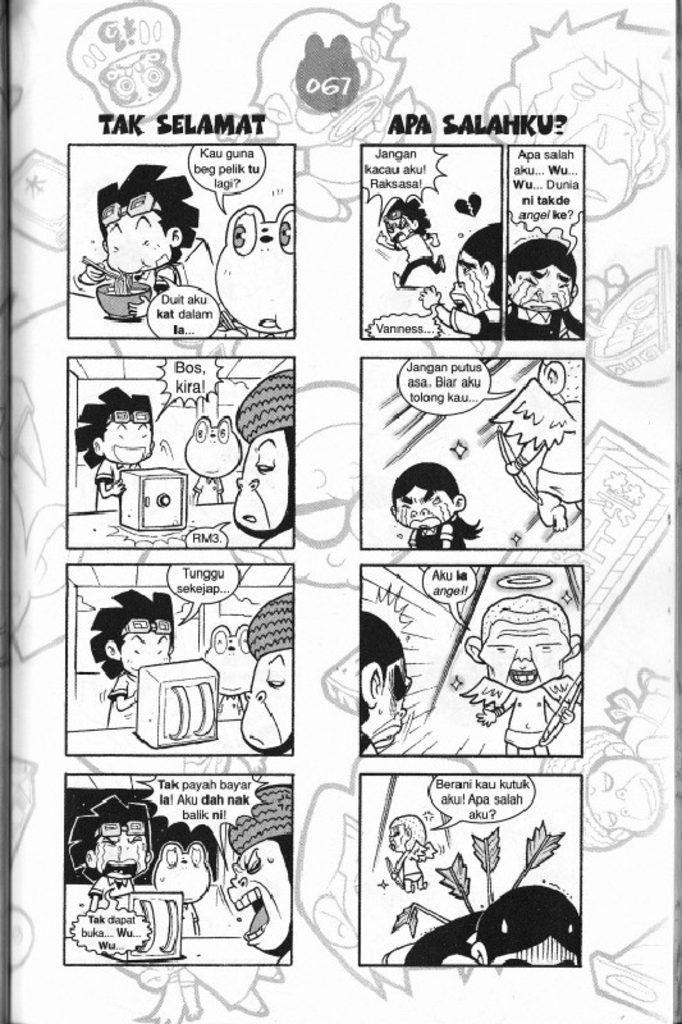 067
TAK SELAMAT
Kau guna
beg pelik tu
lagi?
Duit aku
kat dalam
la...
Bos,
kira!
RM3.
Tunggu
sekejap...
Tak payah bayar
la! Aku dah nak
balik ni!
Tak dapat
buka... Wu...
Wu...
APA SALAHKU?
Jangan
kacau aku!
Raksasa!
Vanness...
Apa salah
aku... Wu...
Wu... Dunia
ni takde
angel ke?
Jangan putus
asa. Biar aku
tolong kau...
Aku la
angel!
Berani kau kutuk
aku! Apa salah
aku?